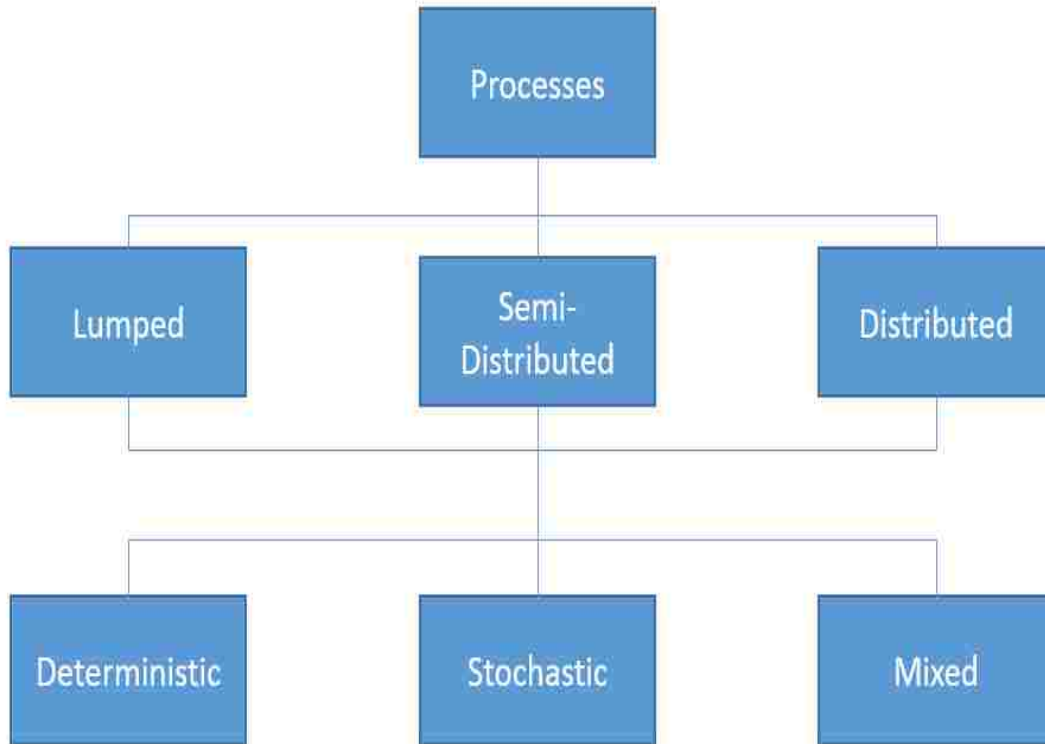 Processes
Lumped
Semi-
Distributed
Distributed
Deterministic
Stochastic
Mixed